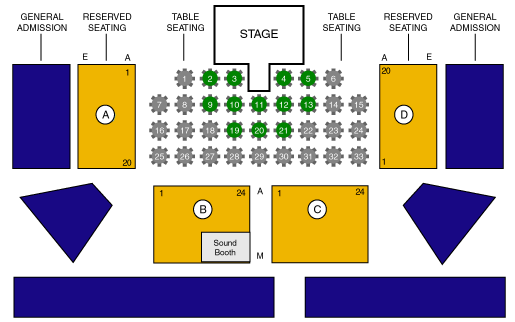 GENERAL
ADMISSION
RESERVED
SEATING
TABLE
SEATING
STAGE
TABLE
SEATING
RESERVED
SEATING
GENERAL
ADMISSION
E A
A E
1
20
A
20
1
D
1 2 3 4 5 6
7 8 9 10 11 12 13 14 15
16 17 18 19 20 21 22 23 24
25 26 27 28 29 30 31 32 33
1 24
B
Sound
Booth
A
M
1 24
C